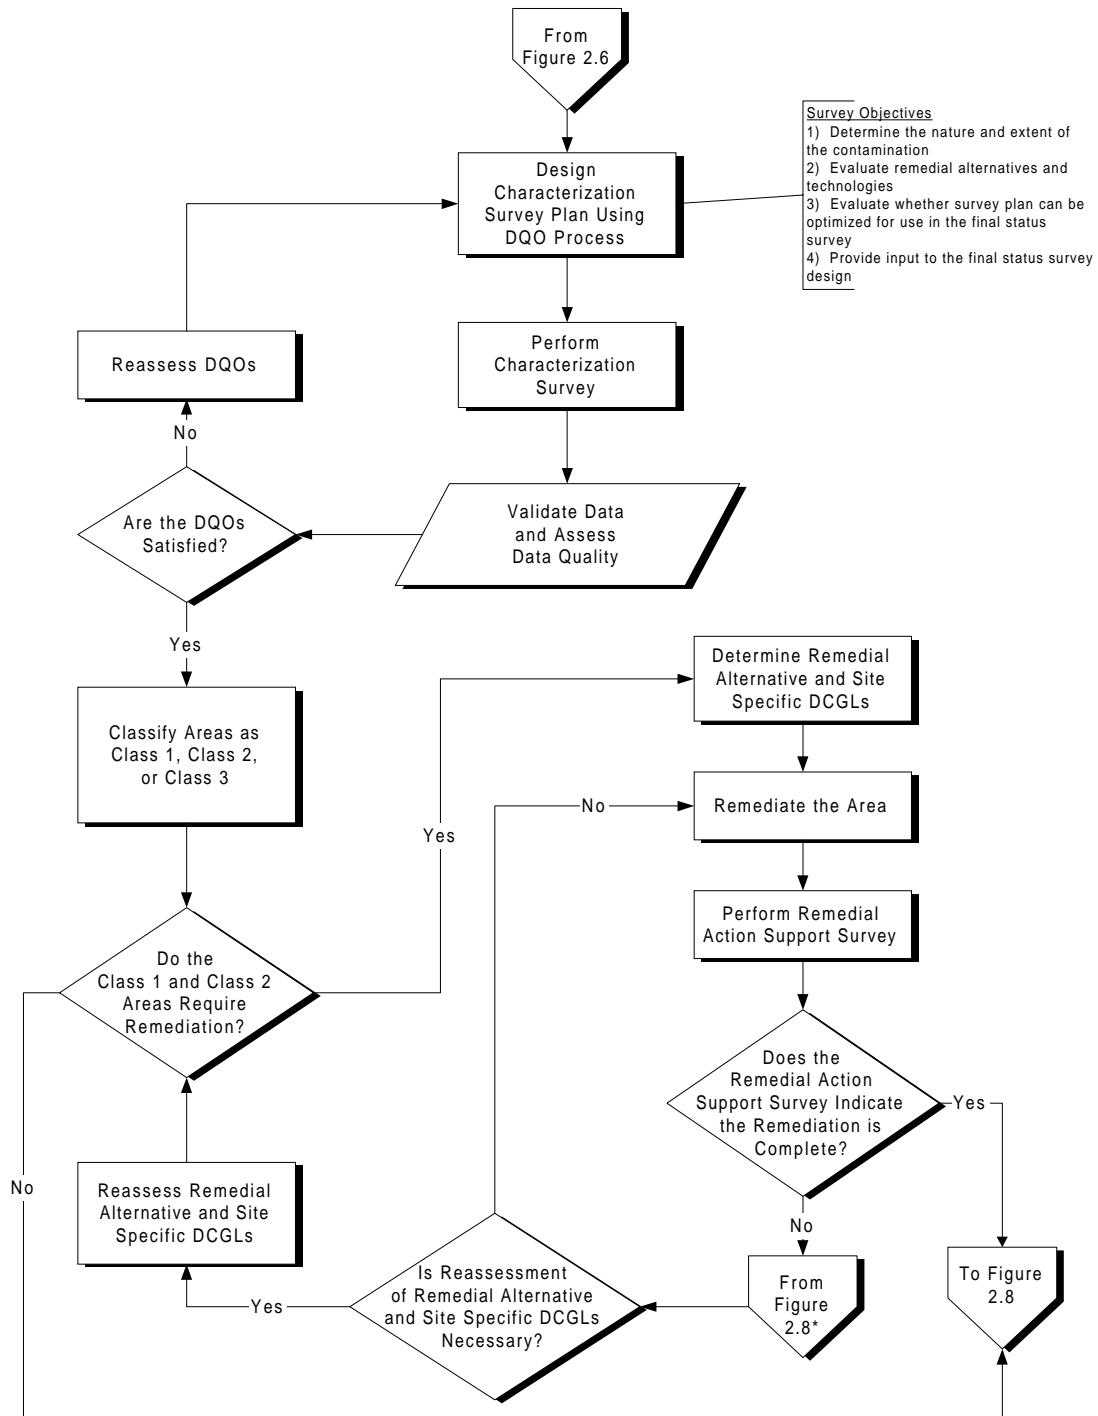 From
Figure 2.6
Survey Objectives
1) Determine the nature and extent of
the contamination
2) Evaluate remedial alternatives and
technologies
3) Evaluate whether survey plan can be
optimized for use in the final status
survey
4) Provide input to the final status survey
design
Design
Characterization
Survey Plan Using
DQO Process
Perform
Characterization
Survey
Reassess DQOs
No
Validate Data
and Assess
Data Quality
Are the DQOs
Satisfied?
Yes
Classify Areas as
Class 1, Class 2,
or Class 3
Determine Remedial
Alternative and Site
Specific DCGLs
No
Remediate the Area
Yes
Perform Remedial
Action Support Survey
Do the
Class 1 and Class 2
Areas Require
Remediation?
Does the
Remedial Action
Support Survey Indicate
the Remediation is
Complete?
Yes
No
Reassess Remedial
Alternative and Site
Specific DCGLs
No
Is Reassessment
of Remedial Alternative
and Site Specific DCGLs
Necessary?
Yes
From
Figure
2.8*
To Figure
2.8